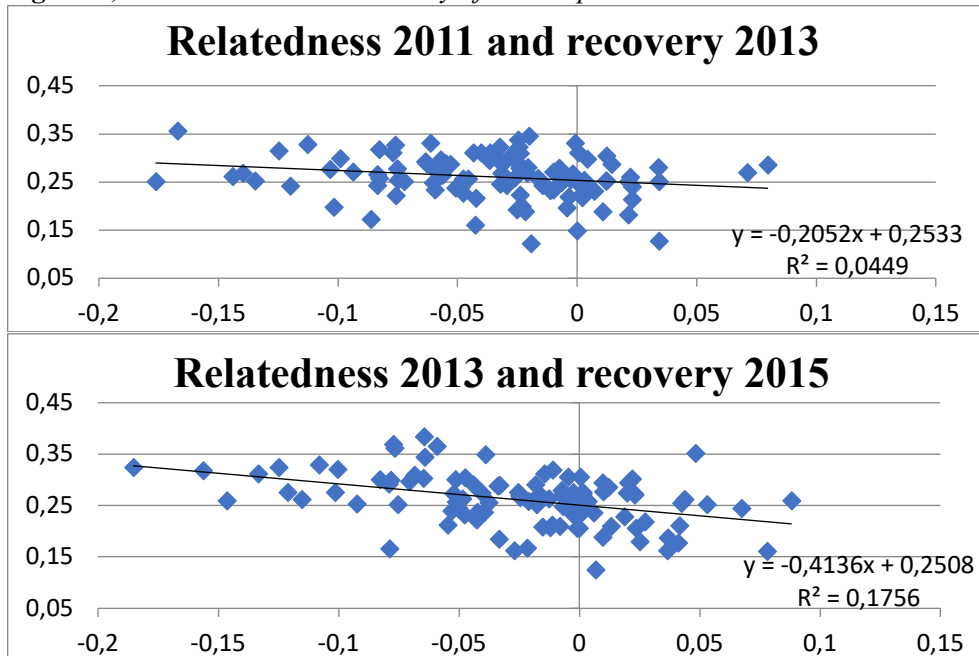 Relatedness 2011 and recovery 2013
0,45
0,35
0,25
0,15
y = -0,2052x + 0,2533
R² = 0,0449
0,05
-0,2 -0,15 -0,1 -0,05 0 0,05 0,1 0,15
Relatedness 2013 and recovery 2015
0,45
0,35
0,25
0,15
y = -0,4136x + 0,2508
R² = 0,1756
0,05
-0,2 -0,15 -0,1 -0,05 0 0,05 0,1 0,15